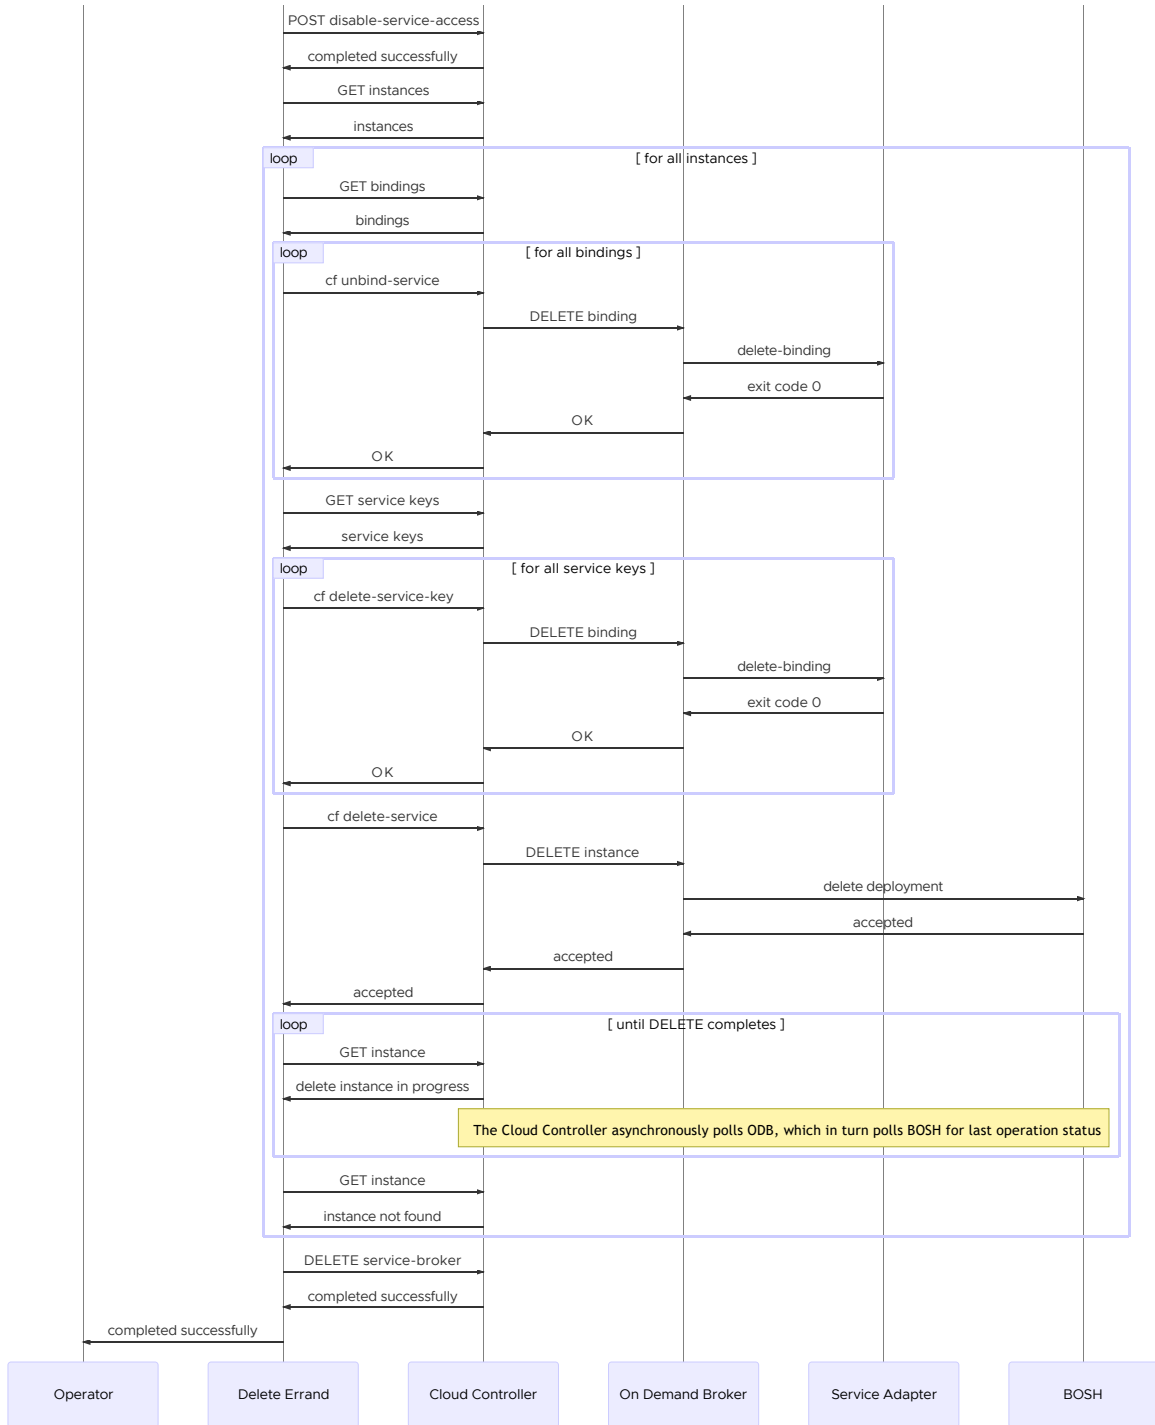 POST disable-service-access
completed successfully
GET instances
instances
loop [ for all instances ]
GET bindings
bindings
loop [ for all bindings ]
cf unbind-service
DELETE binding
delete-binding
exit code 0
OK
OK
GET service keys
service keys
loop [ for all service keys ]
cf delete-service-key
DELETE binding
delete-binding
exit code 0
OK
OK
cf delete-service
DELETE instance
delete deployment
accepted
accepted
accepted
loop [ until DELETE completes ]
GET instance
delete instance in progress
The Cloud Controller asynchronously polls ODB, which in turn polls BOSH for last operation status
GET instance
instance not found
DELETE service-broker
completed successfully
completed successfully
Operator Delete Errand Cloud Controller On Demand Broker Service Adapter BOSH